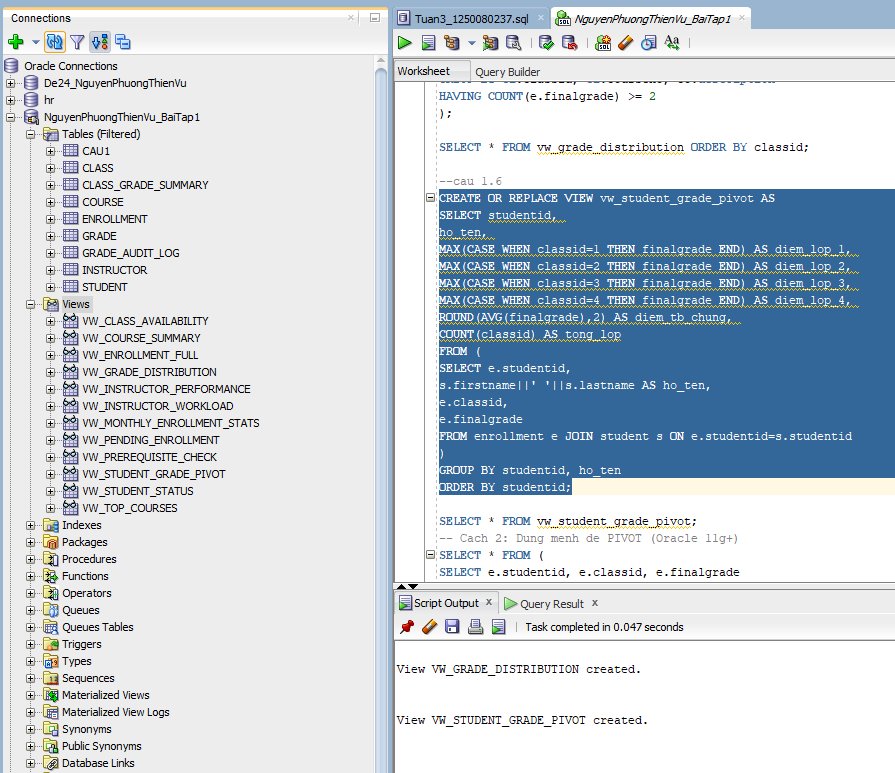 Connections
Oracle Connections
De24_NguyenPhuongThienVu
hr
NguyenPhuongThienVu_BaiTap1
Tables (Filtered)
CAU1
CLASS
CLASS_GRADE_SUMMARY
COURSE
ENROLLMENT
GRADE
GRADE_AUDIT_LOG
INSTRUCTOR
STUDENT
Views
VW_CLASS_AVAILABILITY
VW_COURSE_SUMMARY
VW_ENROLLMENT_FULL
VW_GRADE_DISTRIBUTION
VW_INSTRUCTOR_PERFORMANCE
VW_INSTRUCTOR_WORKLOAD
VW_MONTHLY_ENROLLMENT_STATS
VW_PENDING_ENROLLMENT
VW_PREREQUISITE_CHECK
VW_STUDENT_GRADE_PIVOT
VW_STUDENT_STATUS
VW_TOP_COURSES
Indexes
Packages
Procedures
Functions
Operators
Queues
Queues Tables
Triggers
Types
Sequences
Materialized Views
Materialized View Logs
Synonyms
Public Synonyms
Database Links
Tuan3_1250080237.sql
NguyenPhuongThienVu_BaiTap1
Worksheet
Query Builder
HAVING COUNT(e.finalgrade) >= 2
);
SELECT * FROM vw_grade_distribution ORDER BY classid;
--cau 1.6
CREATE OR REPLACE VIEW vw_student_grade_pivot AS
SELECT studentid,
ho_ten,
MAX(CASE WHEN classid=1 THEN finalgrade END) AS diem_lop_1,
MAX(CASE WHEN classid=2 THEN finalgrade END) AS diem_lop_2,
MAX(CASE WHEN classid=3 THEN finalgrade END) AS diem_lop_3,
MAX(CASE WHEN classid=4 THEN finalgrade END) AS diem_lop_4,
ROUND(AVG(finalgrade),2) AS diem_tb_chung,
COUNT(classid) AS tong_lop
FROM (
SELECT e.studentid,
s.firstname||' '||s.lastname AS ho_ten,
e.classid,
e.finalgrade
FROM enrollment e JOIN student s ON e.studentid=s.studentid
)
GROUP BY studentid, ho_ten
ORDER BY studentid;
SELECT * FROM vw_student_grade_pivot;
-- Cach 2: Dung menh de PIVOT (Oracle 11g+)
SELECT * FROM (
SELECT e.studentid, e.classid, e.finalgrade
Script Output
Query Result
Task completed in 0.047 seconds
View VW_GRADE_DISTRIBUTION created.
View VW_STUDENT_GRADE_PIVOT created.